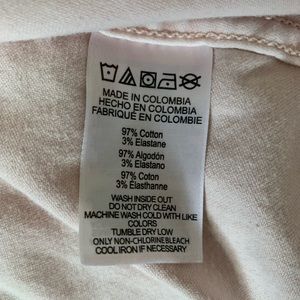 MADE IN COLOMBIA
HECHO EN COLOMBIA
FABRIQUÉ EN COLOMBIE
97% Cotton
3% Elastane
97% Algodón
3% Elastano
97% Coton
3% Elasthanne
WASH INSIDE OUT
DO NOT DRY CLEAN
MACHINE WASH COLD WITH LIKE
COLORS
TUMBLE DRY LOW
ONLY NON-CHLORINE BLEACH
COOL IRON IF NECESSARY